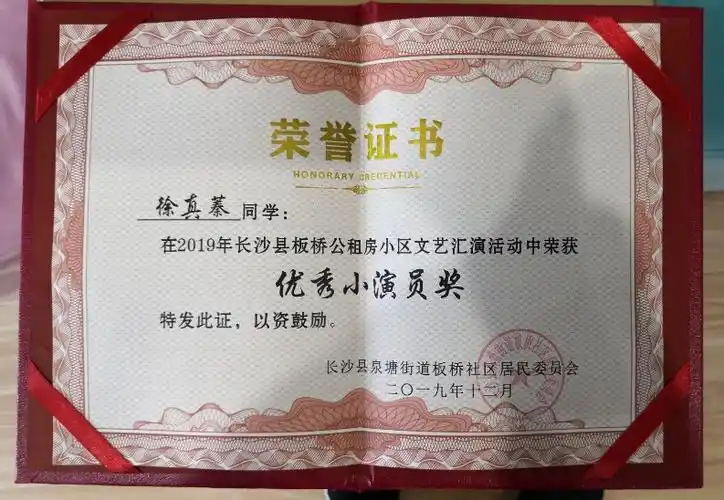 荣誉证书
HONORARY CREDENTIAL
徐真蓁 同学：
在2019年长沙县板桥公租房小区文艺汇演活动中荣获
优秀小演员奖
特发此证，以资鼓励。
长沙县泉塘街道板桥社区居民委员会
二〇一九年十二月